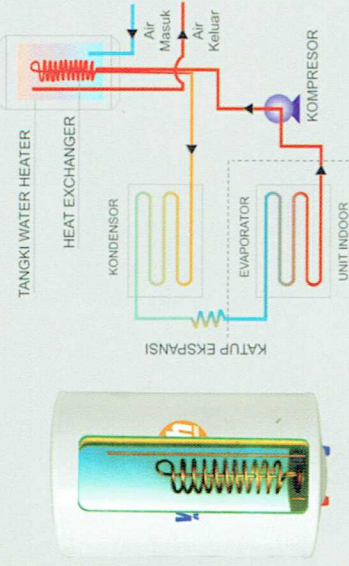 TANGKI WATER HEATER
HEAT EXCHANGER
Air
Masuk
Air
Keluar
KONDENSOR
KATUP EKSPANSI
EVAPORATOR
KOMPRESOR
UNIT INDOOR